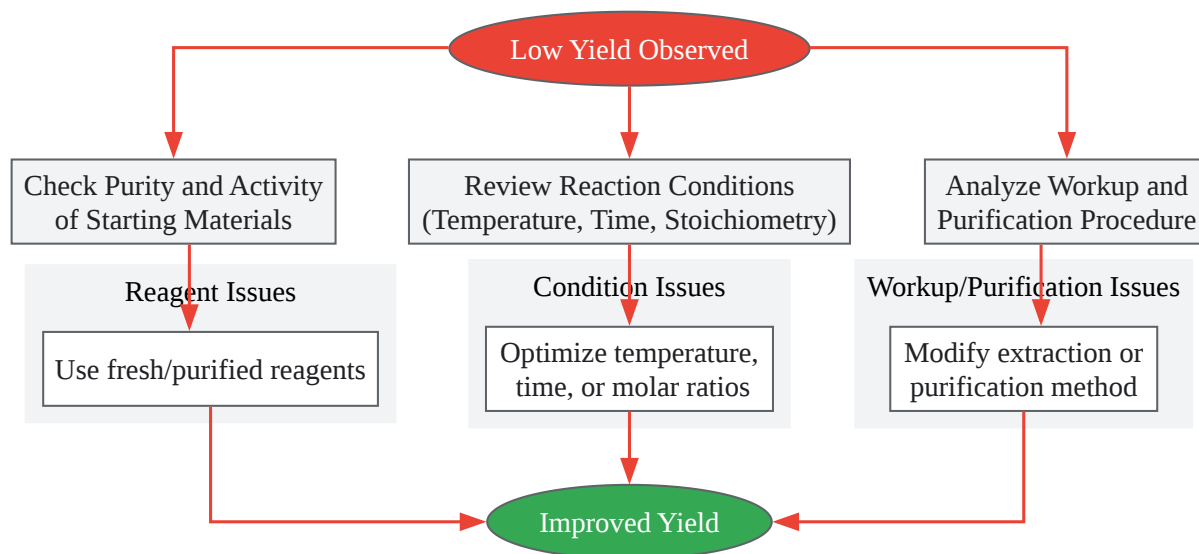 Low Yield Observed
Check Purity and Activity
of Starting Materials
Review Reaction Conditions
(Temperature, Time, Stoichiometry)
Analyze Workup and
Purification Procedure
Reagent Issues
Condition Issues
Workup/Purification Issues
Use fresh/purified reagents
Optimize temperature,
time, or molar ratios
Modify extraction or
purification method
Improved Yield